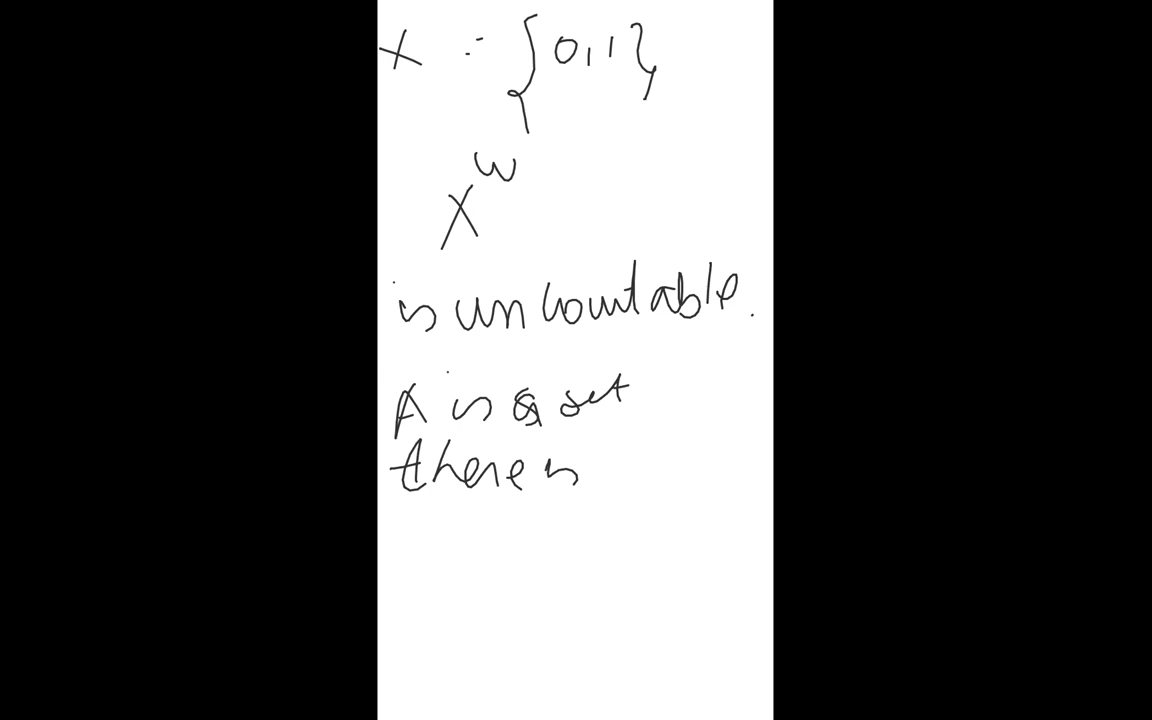 X = {0,1}
X^ω
is uncountable.
A is a set
there is